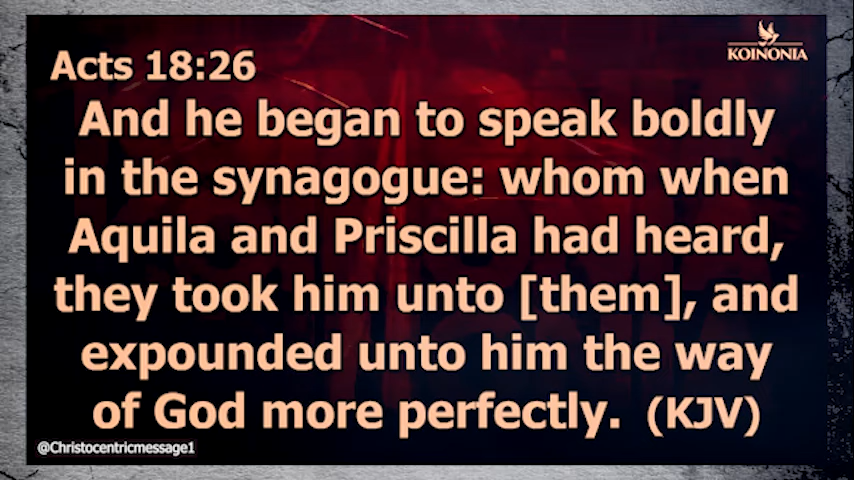 KOINONIA
Acts 18:26
And he began to speak boldly
in the synagogue: whom when
Aquila and Priscilla had heard,
they took him unto [them], and
expounded unto him the way
of God more perfectly. (KJV)
@Christocentricmessage1